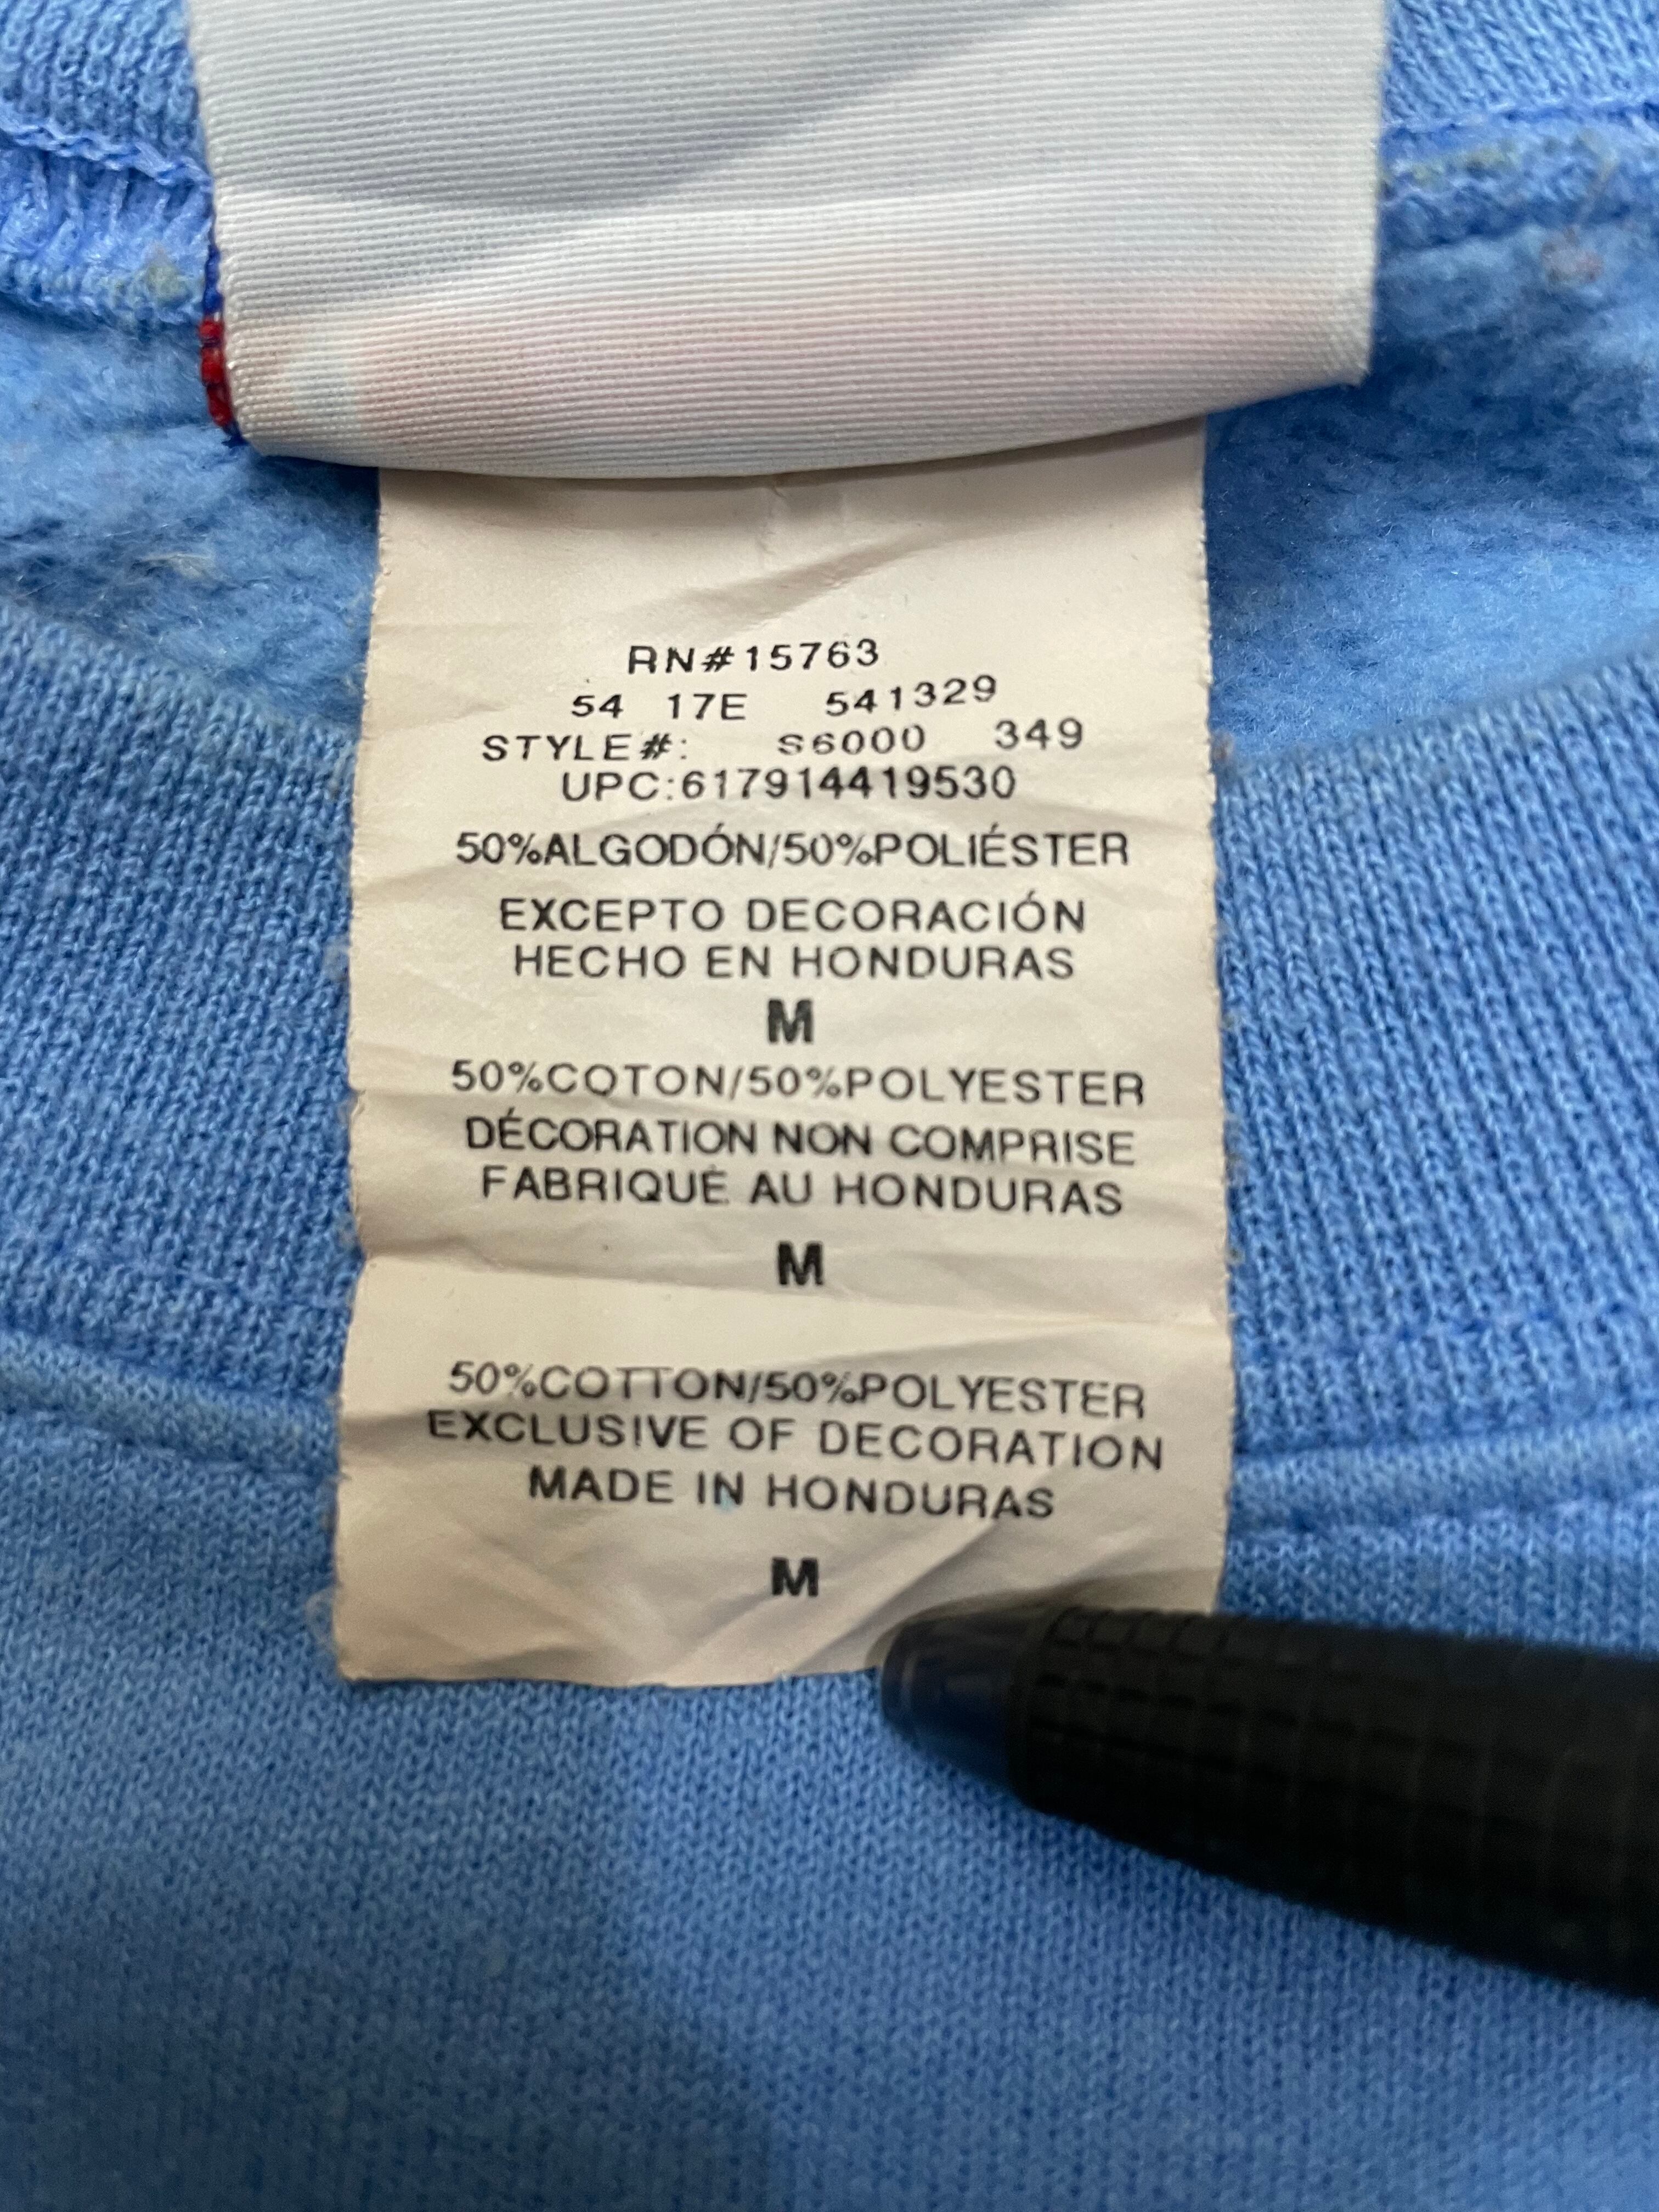 RN#15763
54 17E 541329
STYLE#: S6000 349
UPC:617914419530
50%ALGODÓN/50%POLIÉSTER
EXCEPTO DECORACIÓN
HECHO EN HONDURAS
M
50%COTON/50%POLYESTER
DÉCORATION NON COMPRISE
FABRIQUÉ AU HONDURAS
M
50%COTTON/50%POLYESTER
EXCLUSIVE OF DECORATION
MADE IN HONDURAS
M